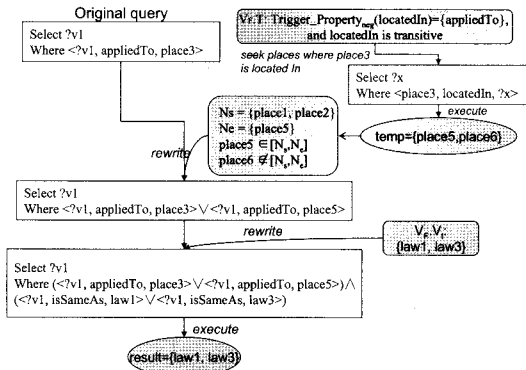 Original query
Select ?v1
Where <?v1, appliedTo, place3>
Vr.T: Trigger_Property_neg(locatedIn)={appliedTo},
and locatedIn is transitive
seek places where place3
is located In
Select ?x
Where <place3, locatedIn, ?x>
execute
temp={place5,place6}
Ns = {place1, place2}
Ne = {place5}
place5 ∈[Ns,Ne]
place6 ∉[Ns,Ne]
rewrite
Select ?v1
Where <?v1, appliedTo, place3>∨<?v1, appliedTo, place5>
rewrite
{law1, law3}
Select ?v1
Where (<?v1, appliedTo, place3>∨<?v1, appliedTo, place5>)∧
(<?v1, isSameAs, law1>∨<?v1, isSameAs, law3>)
execute
result={law1, law3}